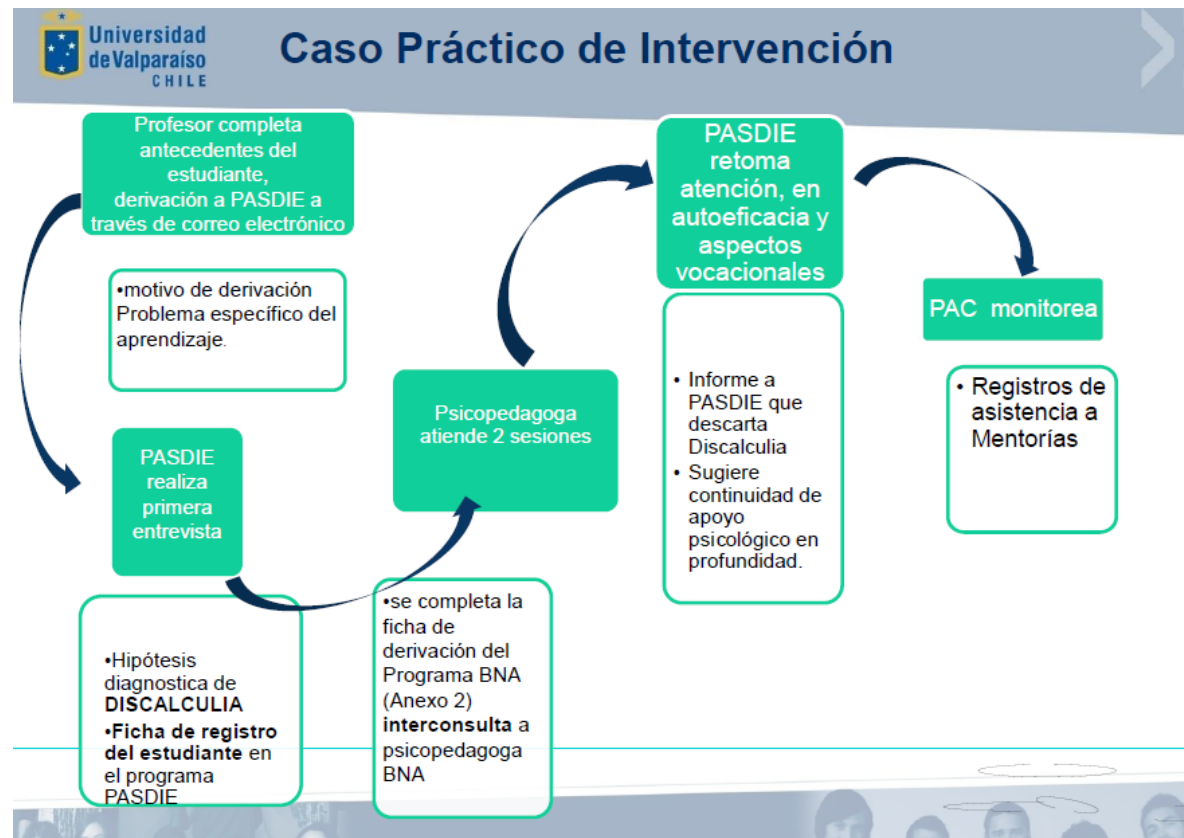 Universidad
de Valparaíso
CHILE
Caso Práctico de Intervención
Profesor completa
antecedentes del
estudiante,
derivación a PASDIE a
través de correo electrónico
•motivo de derivación
Problema específico del
aprendizaje.
PASDIE
realiza
primera
entrevista
•Hipótesis
diagnostica de
DISCALCULIA
•Ficha de registro
del estudiante en
el programa
PASDIE
Psicopedagoga
atiende 2 sesiones
•se completa la
ficha de
derivación del
Programa BNA
(Anexo 2)
interconsulta a
psicopedagoga
BNA
PASDIE
retoma
atención, en
autoeficacia y
aspectos
vocacionales
• Informe a
PASDIE que
descarta
Discalculia
• Sugiere
continuidad de
apoyo
psicológico en
profundidad.
PAC monitorea
• Registros de
asistencia a
Mentorías